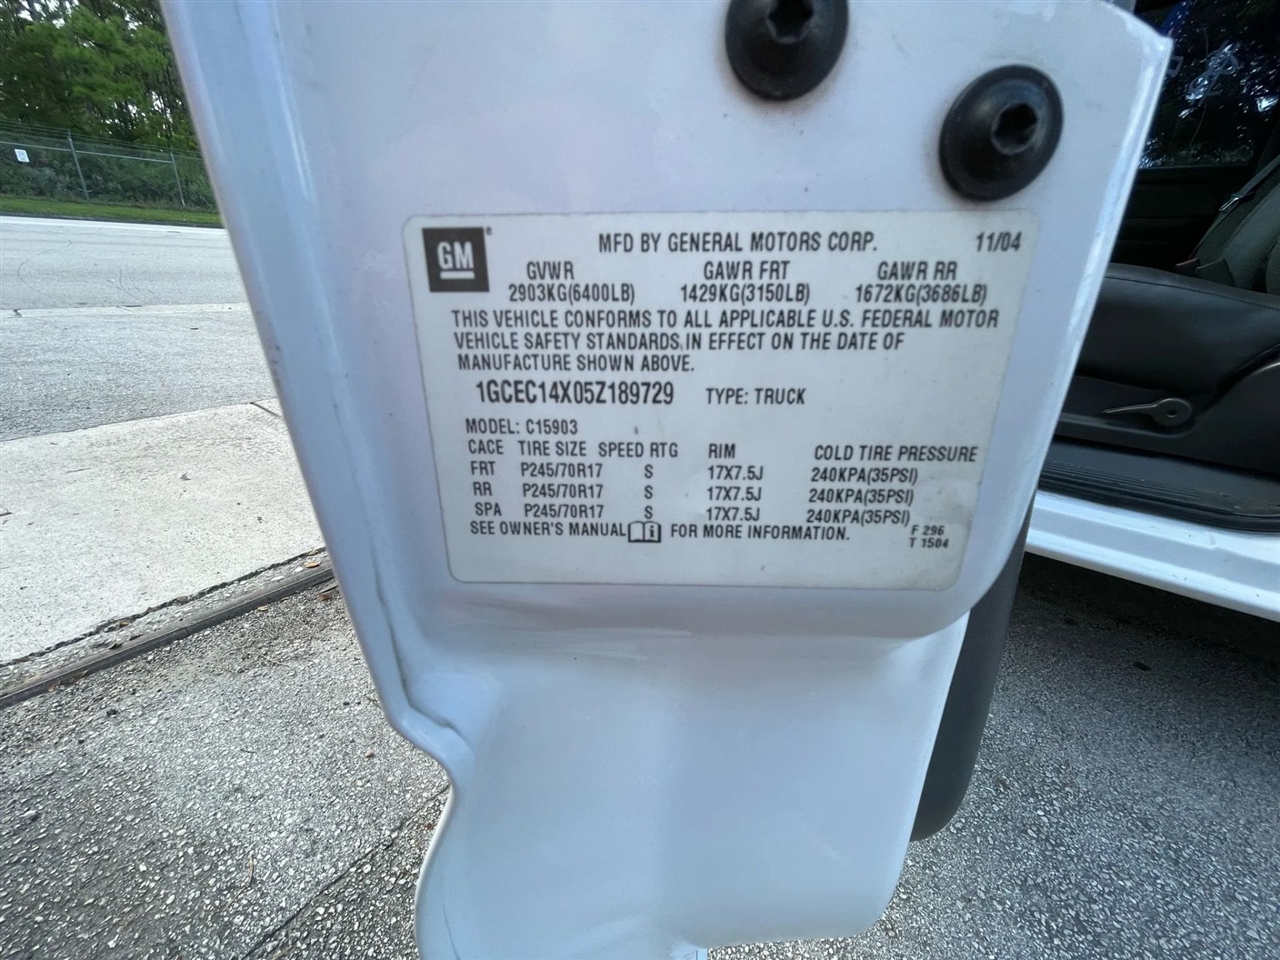 GM® MFD BY GENERAL MOTORS CORP. 11/04
GVWR GAWR FRT GAWR RR
2903KG(6400LB) 1429KG(3150LB) 1672KG(3686LB)
THIS VEHICLE CONFORMS TO ALL APPLICABLE U.S. FEDERAL MOTOR
VEHICLE SAFETY STANDARDS IN EFFECT ON THE DATE OF
MANUFACTURE SHOWN ABOVE.
1GCEC14X05Z189729 TYPE: TRUCK
MODEL: C15903
CACE TIRE SIZE SPEED RTG RIM COLD TIRE PRESSURE
FRT P245/70R17 S 17X7.5J 240KPA(35PSI)
RR P245/70R17 S 17X7.5J 240KPA(35PSI)
SPA P245/70R17 S 17X7.5J 240KPA(35PSI)
SEE OWNER'S MANUAL i FOR MORE INFORMATION. F 296
T 1504